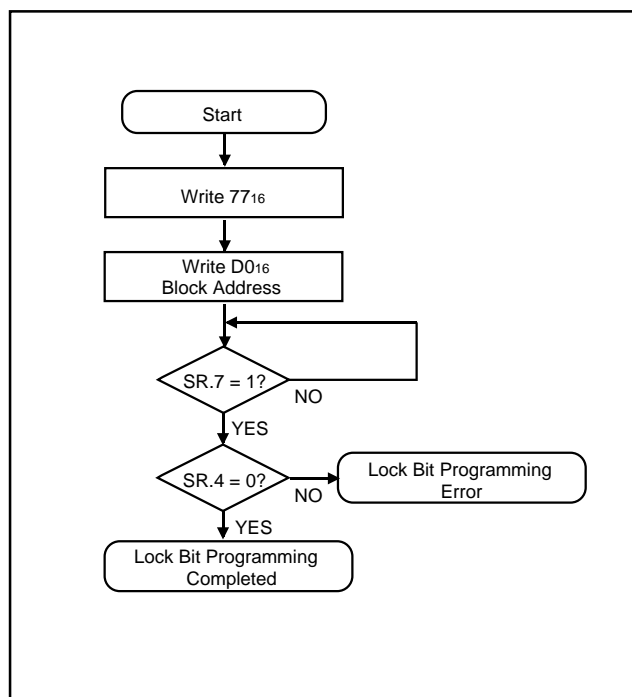 Start
Write 77₁₆
Write D0₁₆
Block Address
SR.7 = 1?
NO
YES
SR.4 = 0?
NO
Lock Bit Programming
Error
YES
Lock Bit Programming
Completed